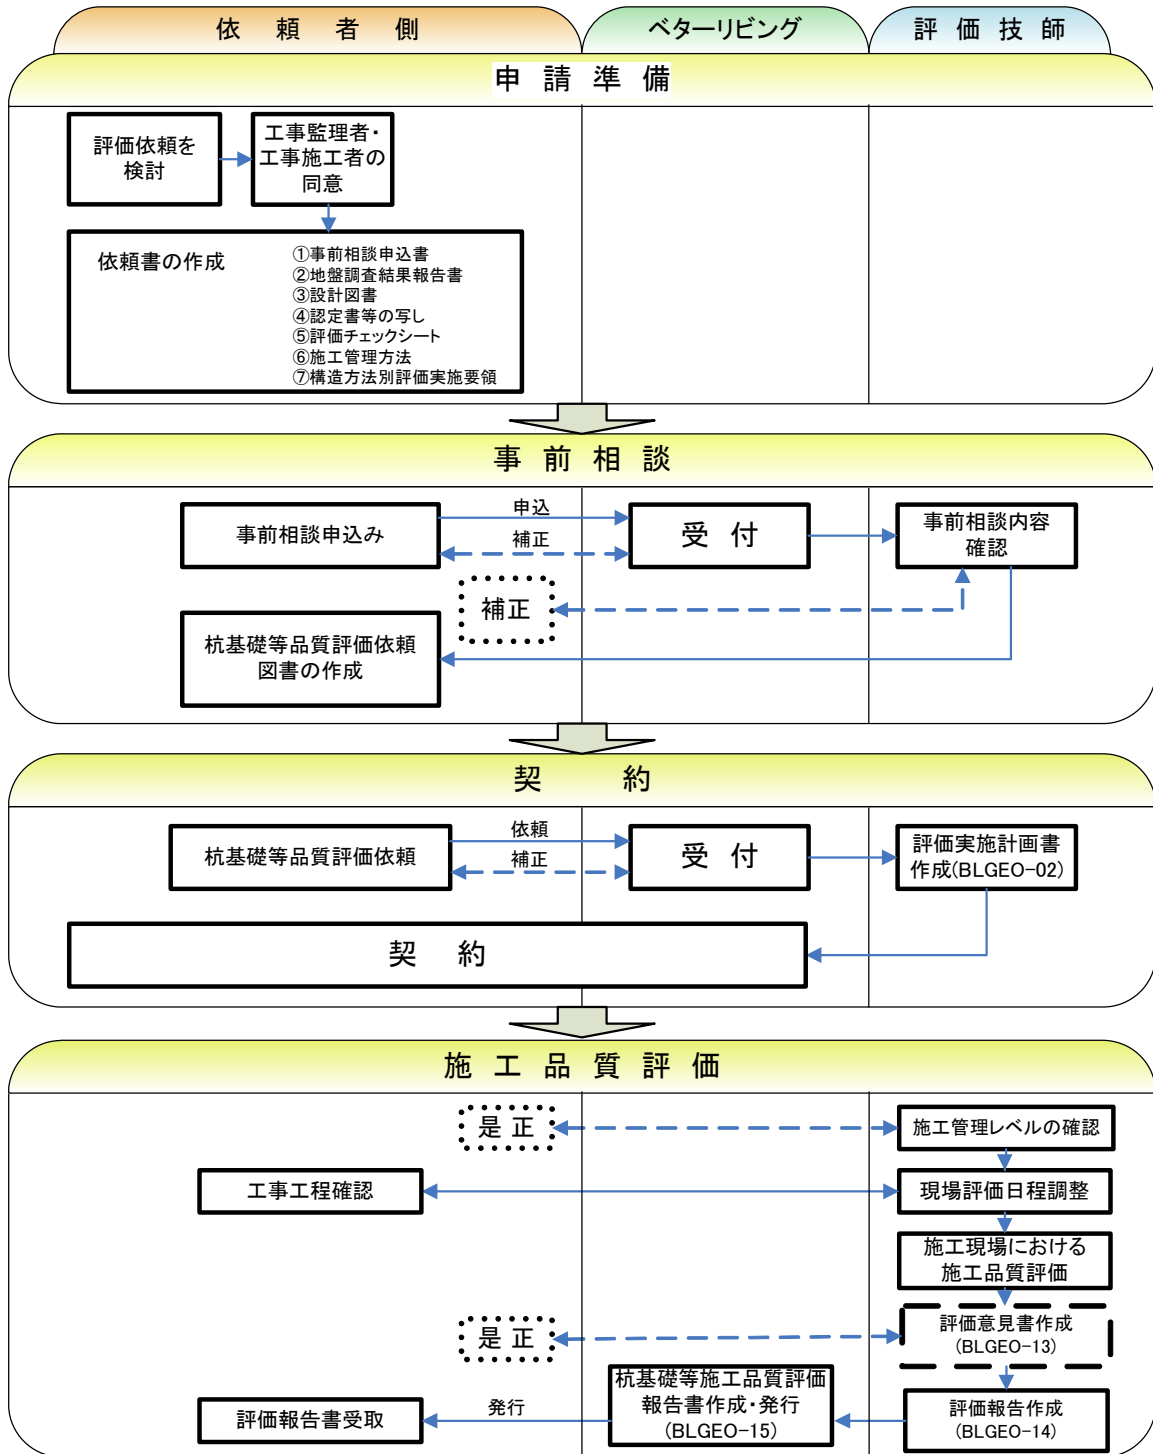 依頼者側
ベターリビング
評価技師
申請準備
評価依頼を
検討
工事監理者・
工事施工者の
同意
依頼書の作成
①事前相談申込書
②地盤調査結果報告書
③設計図書
④認定書等の写し
⑤評価チェックシート
⑥施工管理方法
⑦構造方法別評価実施要領
事前相談
事前相談申込み
申込
補正
受付
事前相談内容
確認
補正
杭基礎等品質評価依頼
図書の作成
契約
杭基礎等品質評価依頼
依頼
補正
受付
評価実施計画書
作成(BLGEO-02)
契約
施工品質評価
是正
施工管理レベルの確認
工事工程確認
現場評価日程調整
施工現場における
施工品質評価
是正
評価意見書作成
(BLGEO-13)
評価報告書受取
発行
杭基礎等施工品質評価
報告書作成・発行
(BLGEO-15)
評価報告作成
(BLGEO-14)